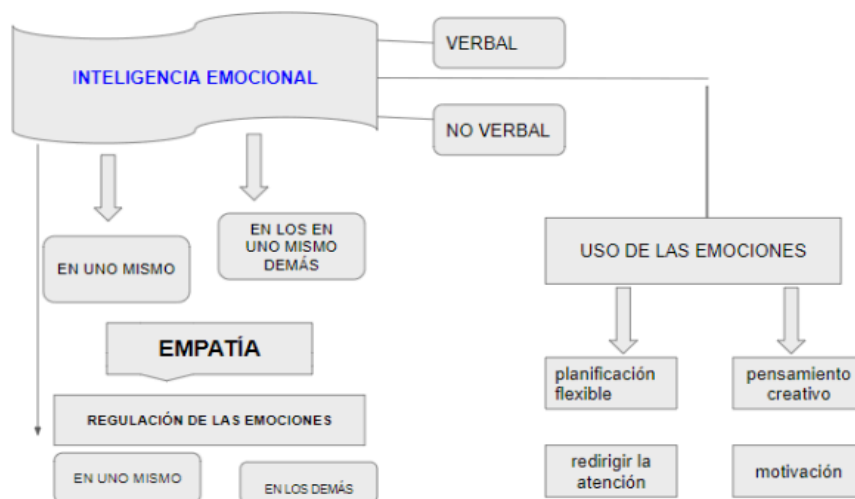 VERBAL
INTELIGENCIA EMOCIONAL
NO VERBAL
EN UNO MISMO
EN LOS EN
UNO MISMO
DEMÁS
USO DE LAS EMOCIONES
EMPATÍA
planificación
flexible
pensamiento
creativo
REGULACIÓN DE LAS EMOCIONES
EN UNO MISMO
EN LOS DEMÁS
redirigir la
atención
motivación